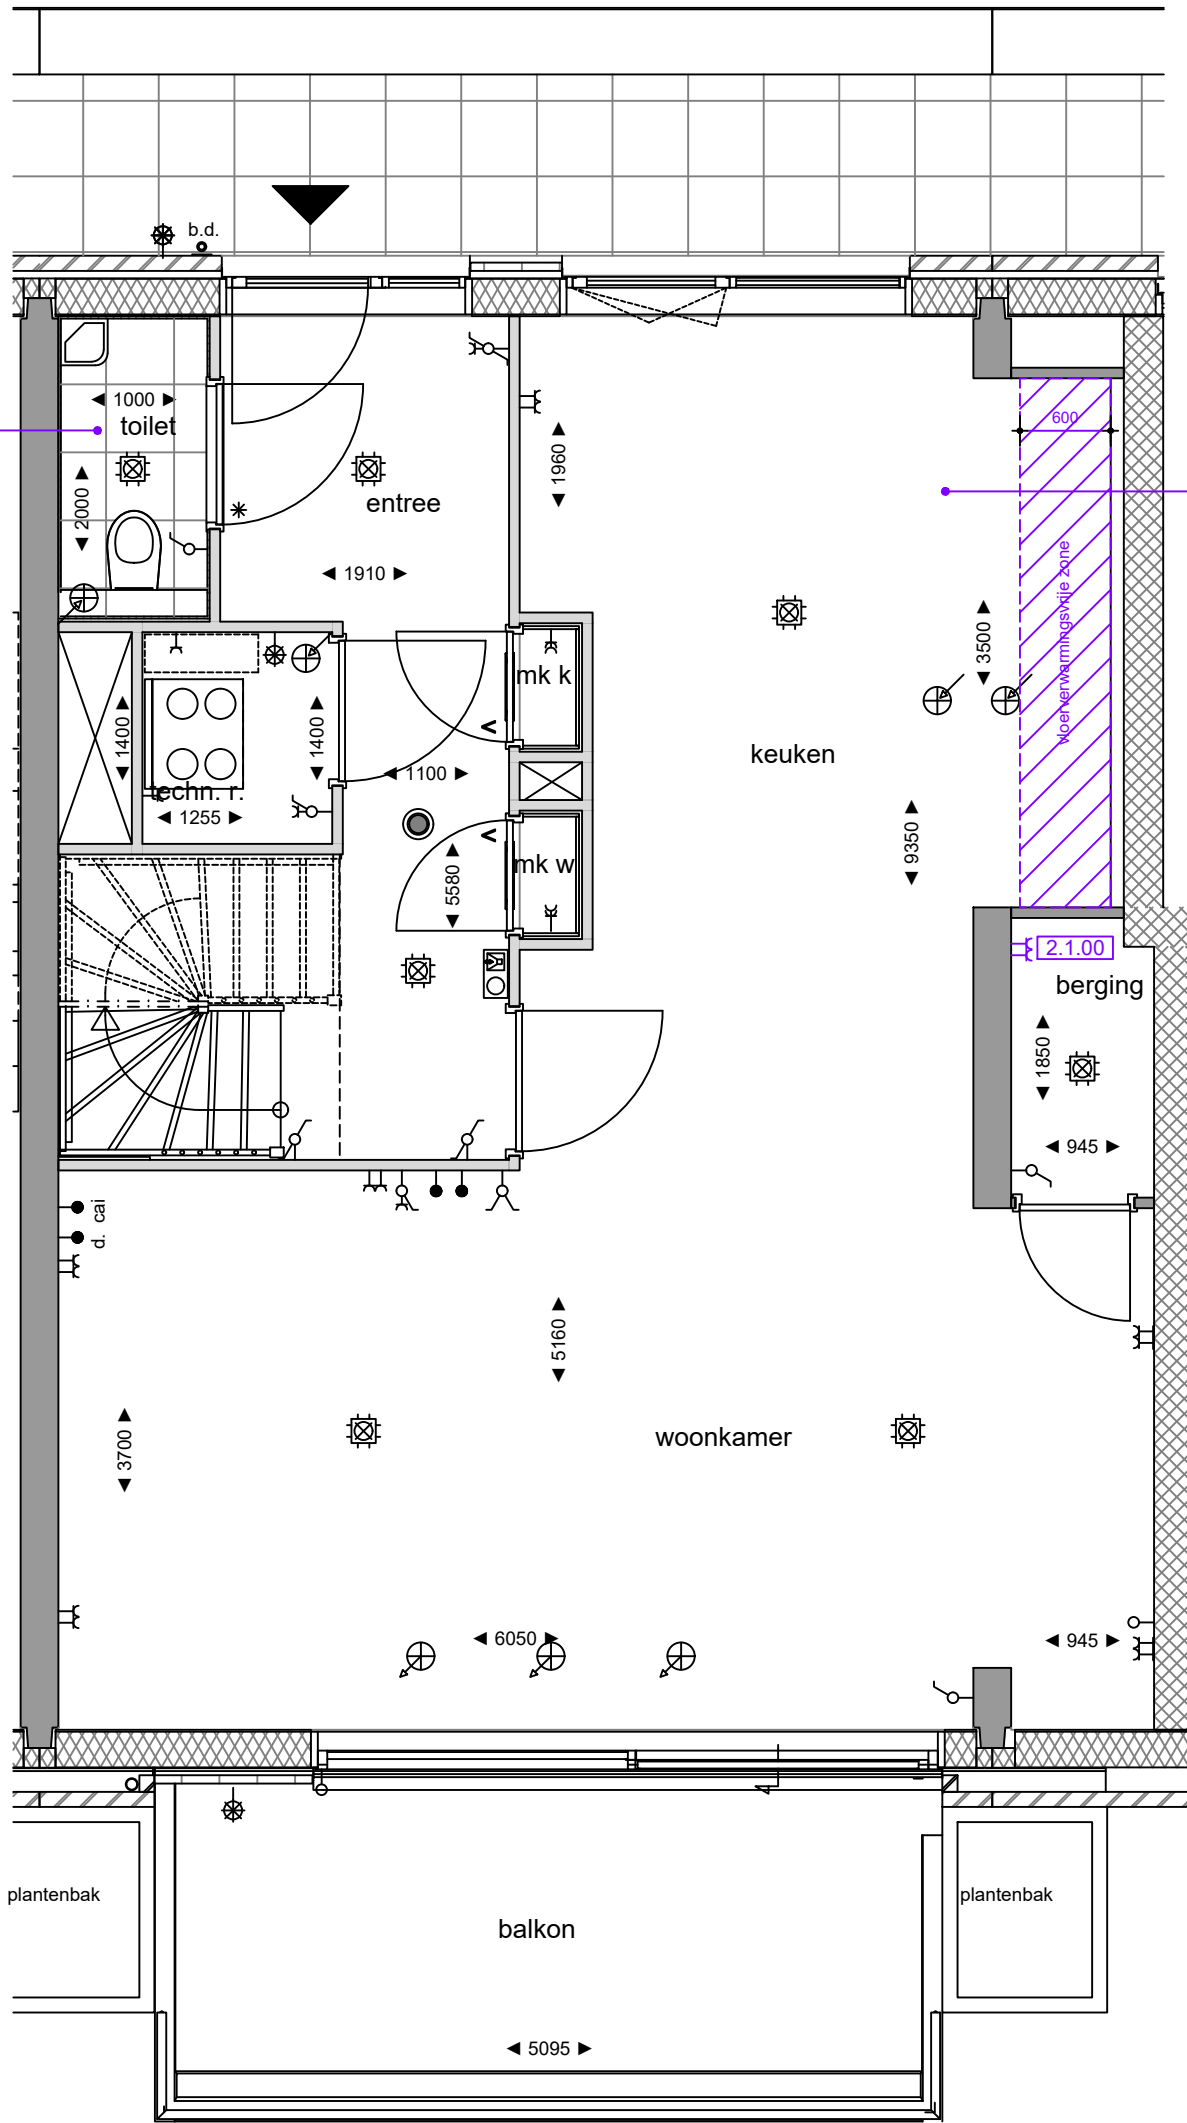 b.d.
1000
toilet
2000
entree
1910
1960
600
vloerverwarmingsvrije zone
3500
mk k
1400
1400
techn. r.
1255
1100
keuken
9350
mk w
5580
2.1.00
berging
1850
945
d. cai
5160
woonkamer
3700
6050
945
plantenbak
plantenbak
balkon
5095